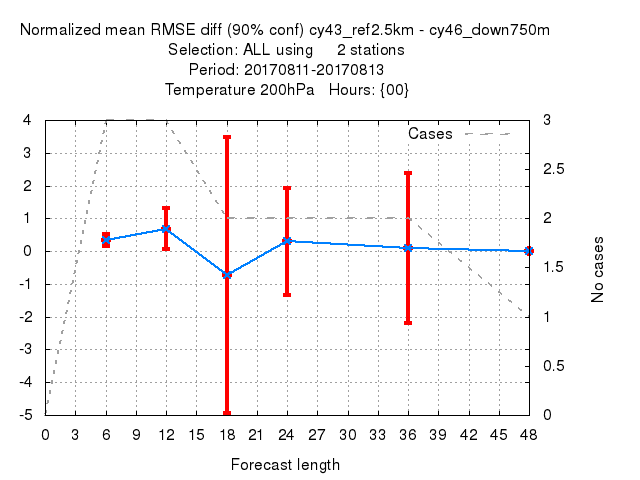 Normalized mean RMSE diff (90% conf) cy43_ref2.5km - cy46_down750m
Selection: ALL using 2 stations
Period: 20170811-20170813
Temperature 200hPa Hours: {00}
Cases
4
3
2
1
0
-1
-2
-3
-4
-5
3
2.5
2
1.5
1
0.5
0
No cases
0 3 6 9 12 15 18 21 24 27 30 33 36 39 42 45 48
Forecast length